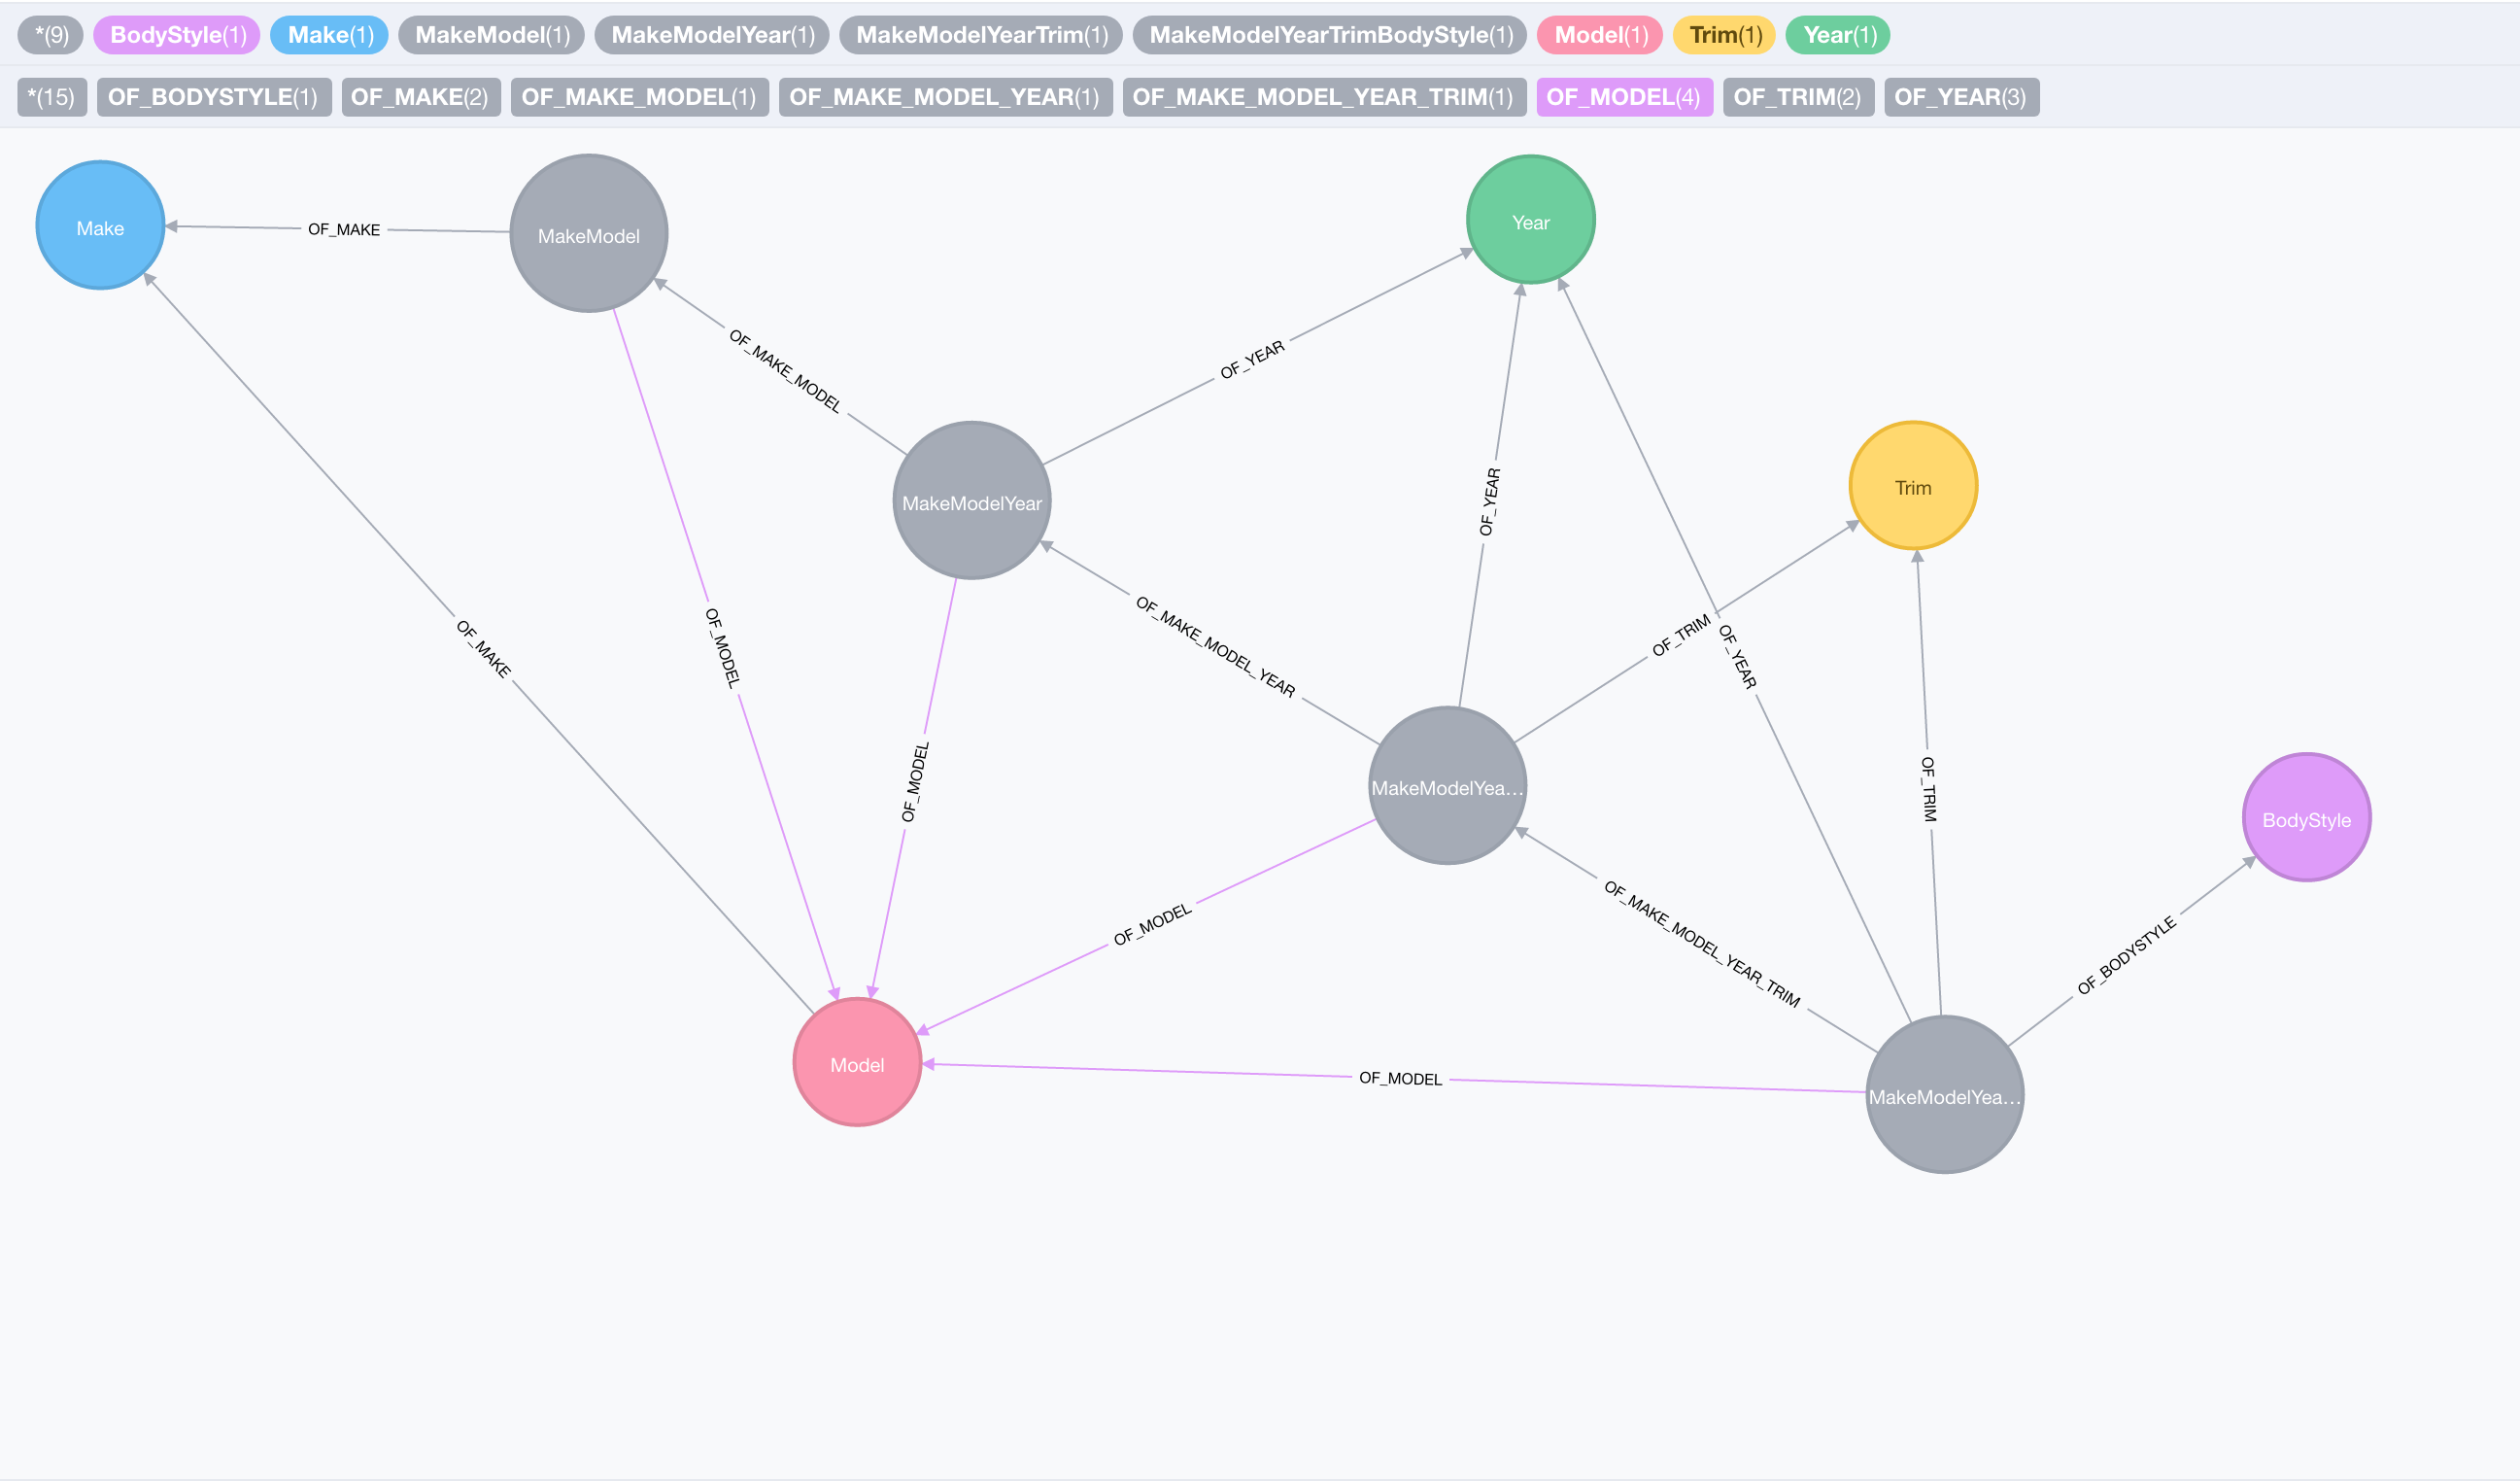 *(9) BodyStyle(1) Make(1) MakeModel(1) MakeModelYear(1) MakeModelYearTrim(1) MakeModelYearTrimBodyStyle(1) Model(1) Trim(1) Year(1)
*(15) OF_BODYSTYLE(1) OF_MAKE(2) OF_MAKE_MODEL(1) OF_MAKE_MODEL_YEAR(1) OF_MAKE_MODEL_YEAR_TRIM(1) OF_MODEL(4) OF_TRIM(2) OF_YEAR(3)
Make
OF_MAKE
MakeModel
Year
OF_MAKE_MODEL
OF_YEAR
MakeModelYear
OF_YEAR
Trim
OF_MAKE
OF_MODEL
OF_MAKE_MODEL_YEAR
OF_TRIM
OF_YEAR
OF_MODEL
MakeModelYea...
OF_TRIM
BodyStyle
OF_MODEL
OF_MAKE_MODEL_YEAR_TRIM
OF_BODYSTYLE
Model
OF_MODEL
MakeModelYea...